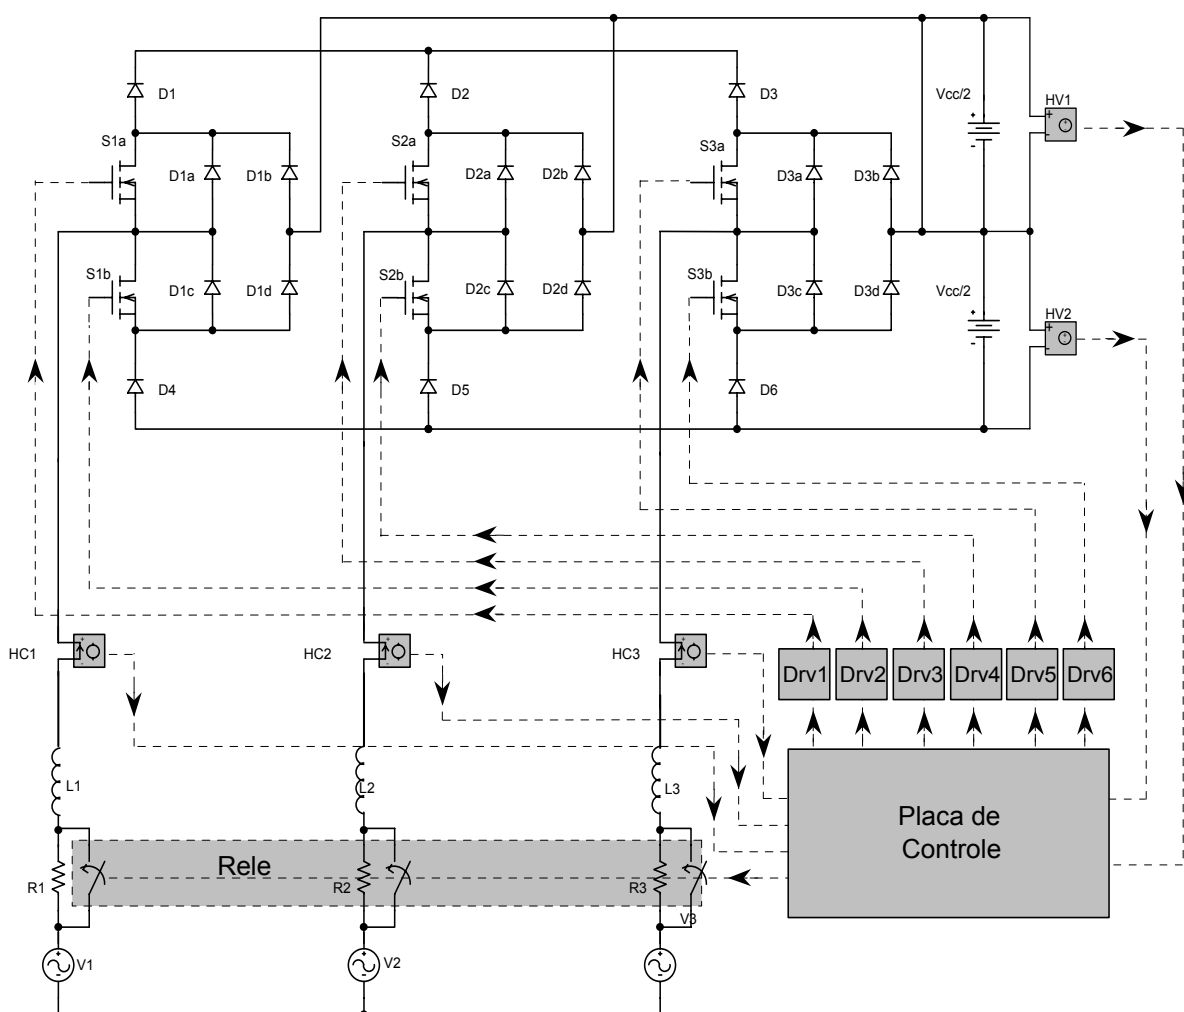 D1
D2
D3
Vcc/2
HV1
S1a
S2a
S3a
D1a
D1b
D2a
D2b
D3a
D3b
S1b
S2b
S3b
D1c
D1d
D2c
D2d
D3c
D3d
Vcc/2
HV2
D4
D5
D6
HC1
HC2
HC3
Drv1
Drv2
Drv3
Drv4
Drv5
Drv6
L1
L2
L3
Placa de
Controle
Rele
R1
R2
R3
V3
V1
V2